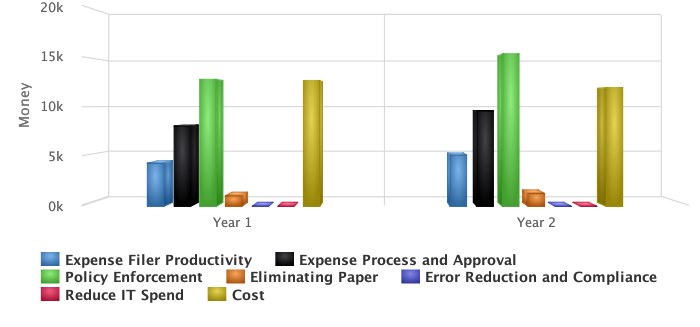 20k
15k
10k
5k
0k
Money
Year 1
Year 2
Expense Filer Productivity
Expense Process and Approval
Policy Enforcement
Eliminating Paper
Error Reduction and Compliance
Reduce IT Spend
Cost